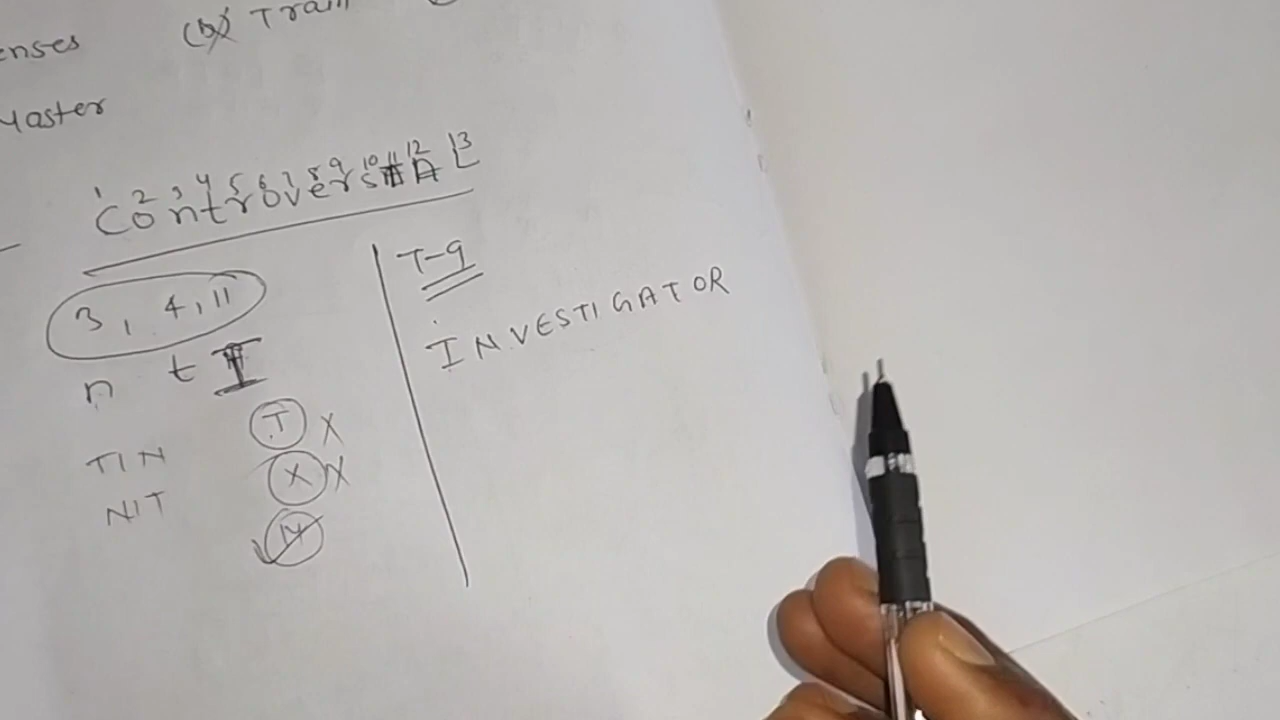 enses (b) Train
Master
1 2 3 4 5 6 7 8 9 10 11 12 13
ControversIAL
3, 4, 11
n t I
T X
TIN
X X
NIT
N
T-9
INVESTIGATOR